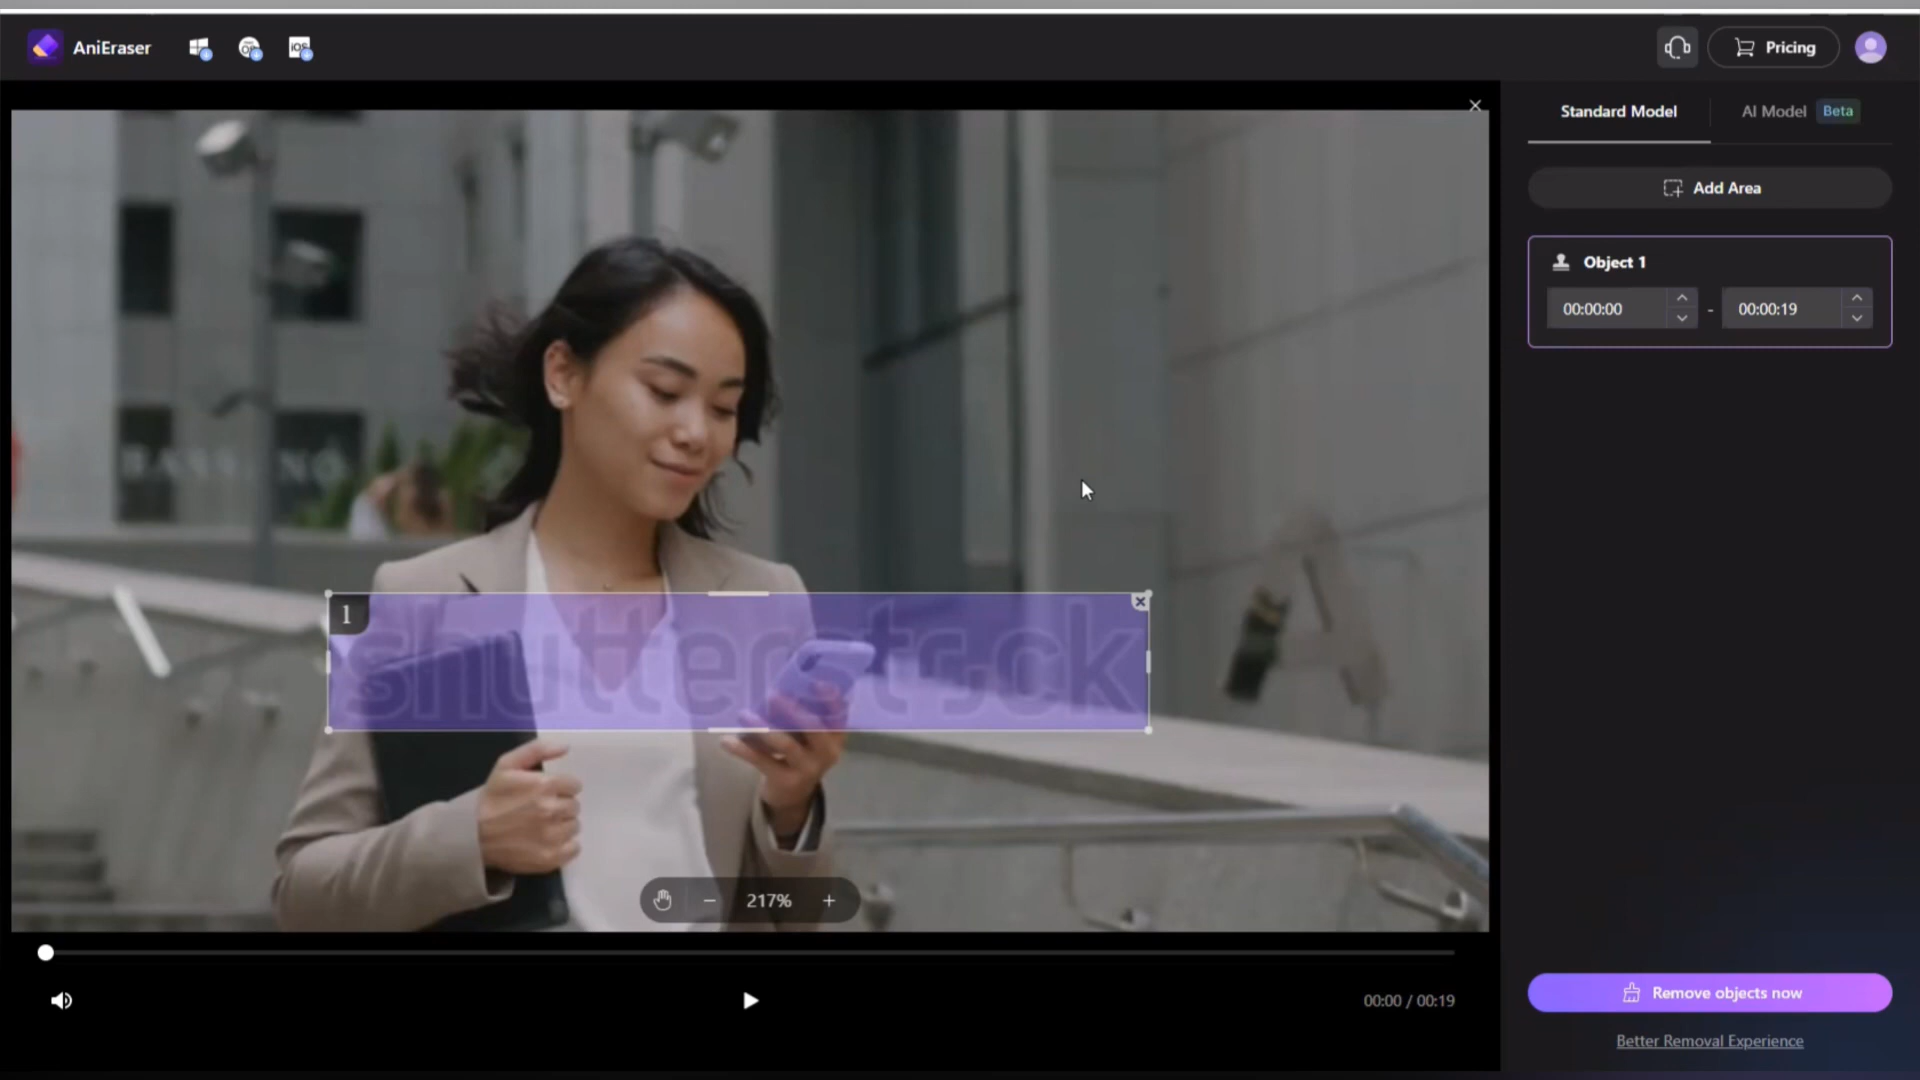 AniEraser
iOS
Pricing
Standard Model
AI Model Beta
Add Area
Object 1
00:00:00 - 00:00:19
1
shutterstock
217%
00:00 / 00:19
Remove objects now
Better Removal Experience